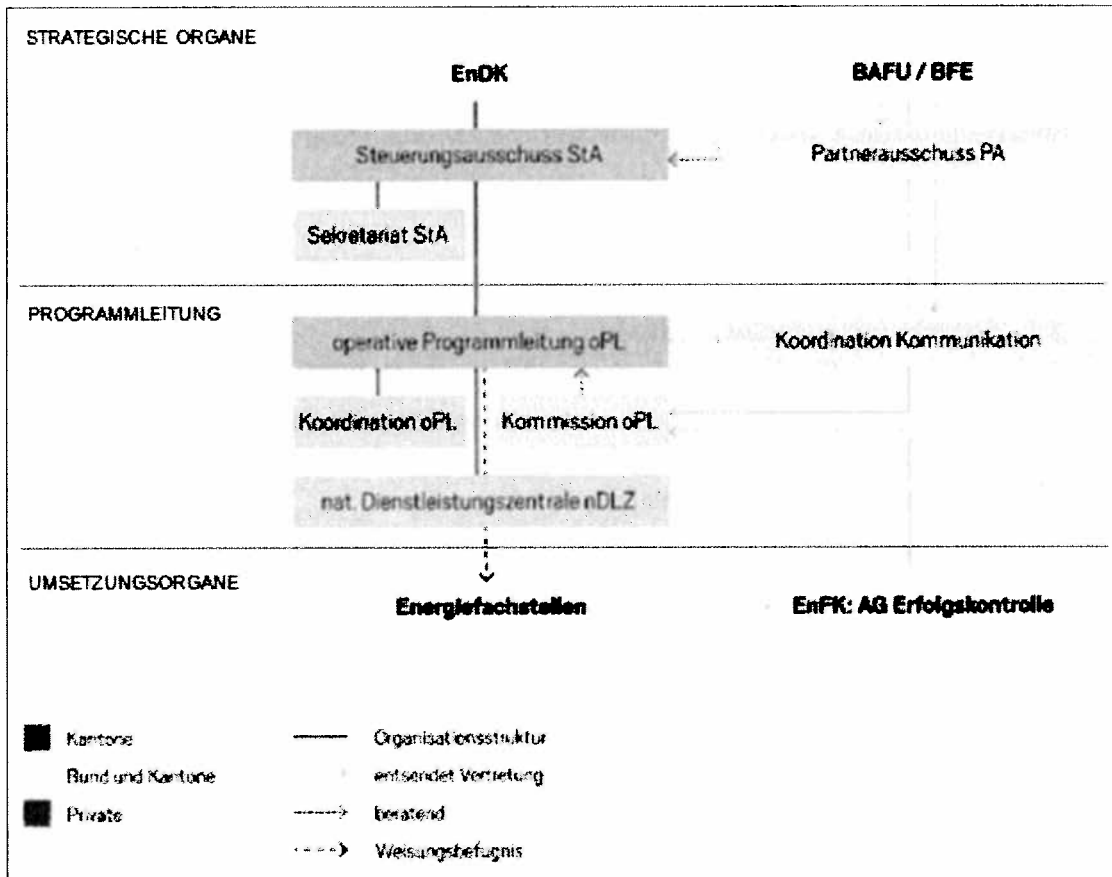 STRATEGISCHE ORGANE
EnDK
BAFU / BFE
Steuerungsausschuss StA
Partnerausschuss PA
Sekretariat StA
PROGRAMMLEITUNG
operative Programmleitung oPL
Koordination Kommunikation
Koordination oPL
Kommission oPL
nat. Dienstleistungszentrale nDLZ
UMSETZUNGSORGANE
Energiefachstellen
EnFK: AG Erfolgskontrolle
Kantone
Organisationsstruktur
Bund und Kantone
entsendet Vertretung
Private
beratend
Weisungsbefugnis